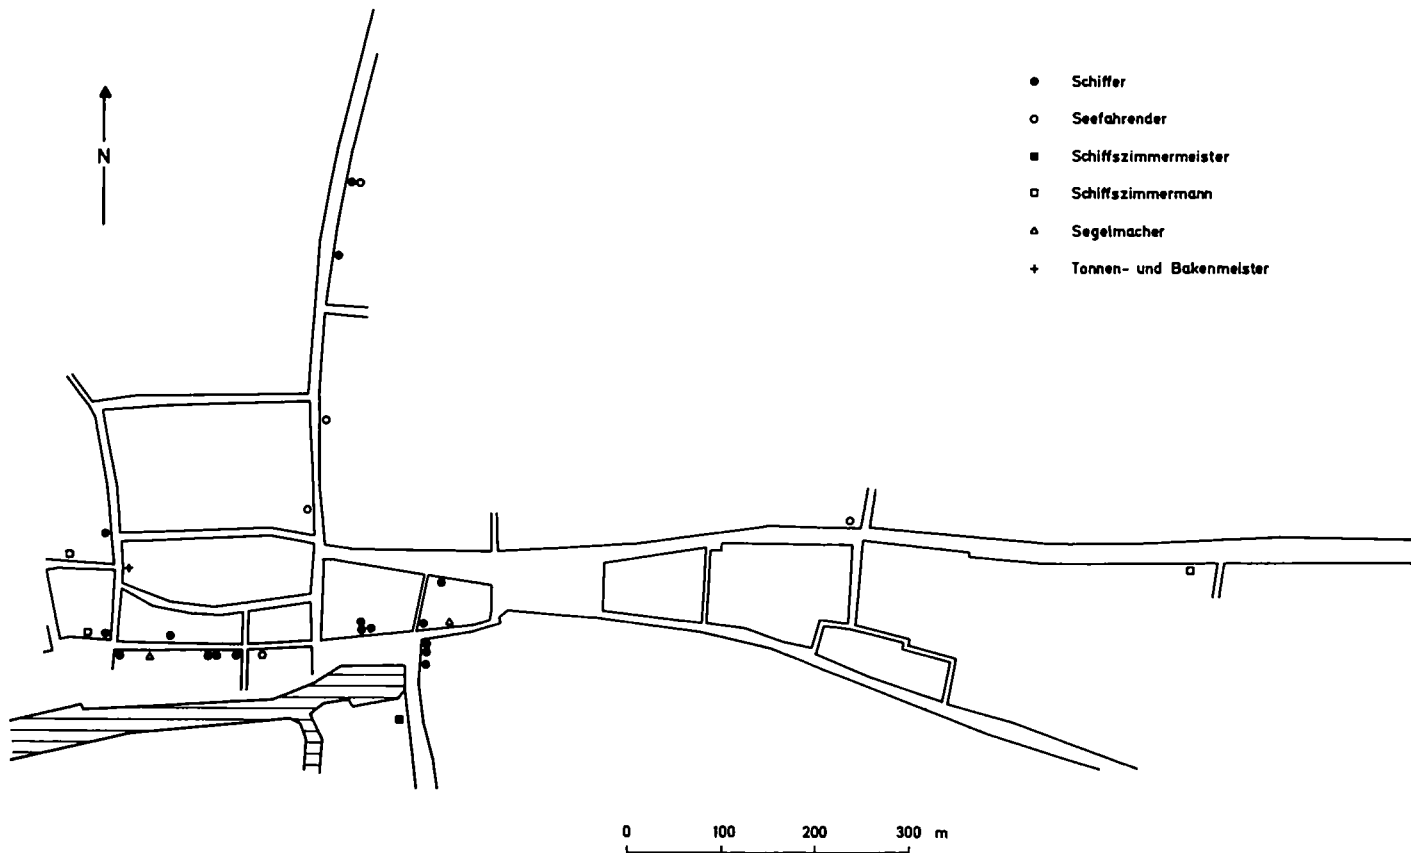 N
Schiffer
Seefahrender
Schiffszimmermeister
Schiffszimmermann
Segelmacher
Tonnen- und Bakenmeister
0 100 200 300 m